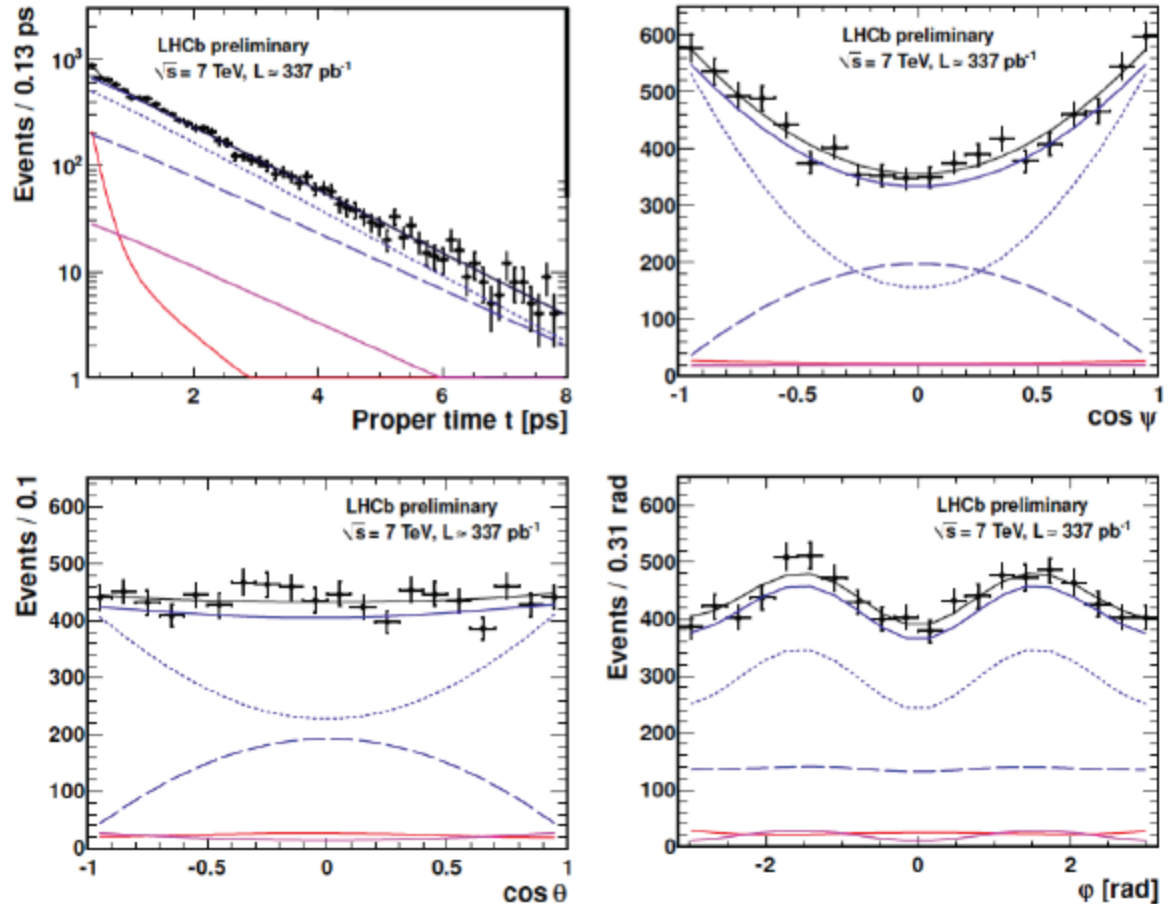 Events / 0.13 ps
10³
10²
10
1
LHCb preliminary
√s = 7 TeV, L ≃ 337 pb⁻¹
2 4 6 8
Proper time t [ps]
600
500
400
300
200
100
0
LHCb preliminary
√s = 7 TeV, L ≃ 337 pb⁻¹
-1 -0.5 0 0.5 1
cos ψ
Events / 0.1
600
500
400
300
200
100
0
LHCb preliminary
√s = 7 TeV, L ≃ 337 pb⁻¹
-1 -0.5 0 0.5 1
cos θ
Events / 0.31 rad
600
500
400
300
200
100
0
LHCb preliminary
√s = 7 TeV, L ≃ 337 pb⁻¹
-2 0 2
φ [rad]